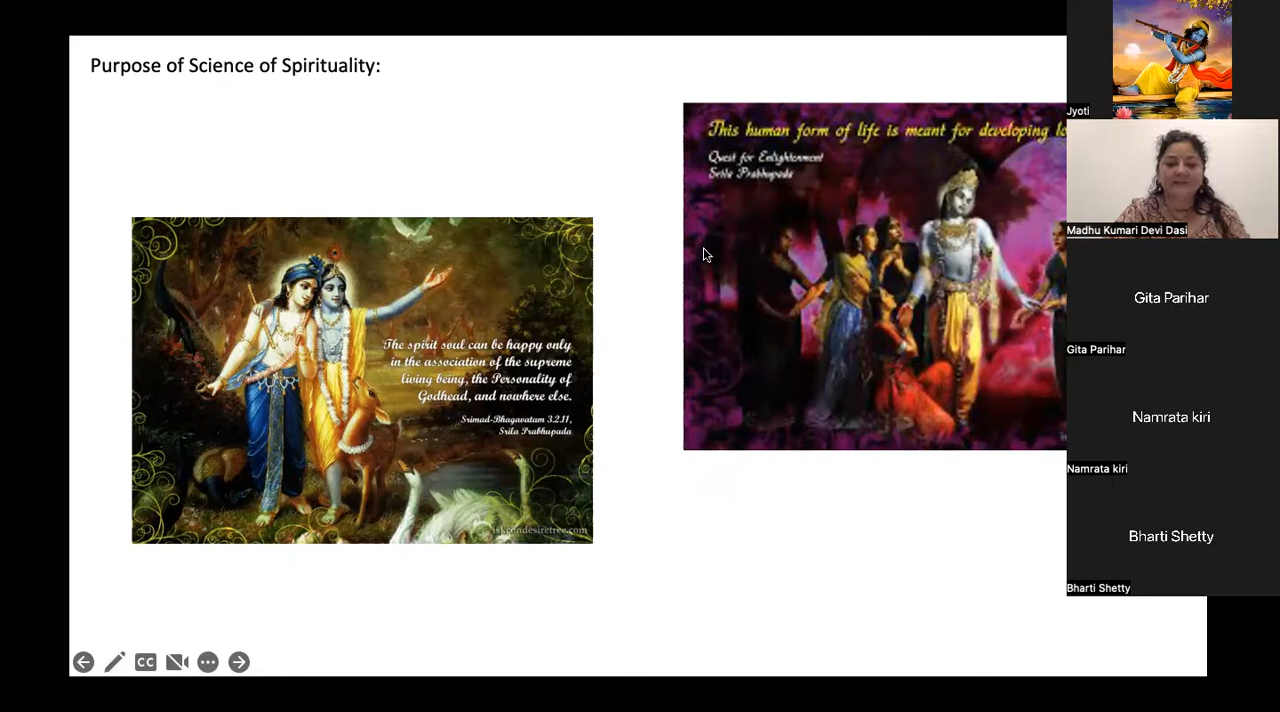 Purpose of Science of Spirituality:
This human form of life is meant for developing lo
Quest for Enlightenment
Srila Prabhupada
The spirit soul can be happy only
in the association of the supreme
living being, the Personality of
Godhead, and nowhere else.
Srimad-Bhagavatam 3.2.11,
Srila Prabhupada
iskcondesiretree.com
CC
Jyoti
Madhu Kumari Devi Dasi
Gita Parihar
Gita Parihar
Namrata kiri
Namrata kiri
Bharti Shetty
Bharti Shetty